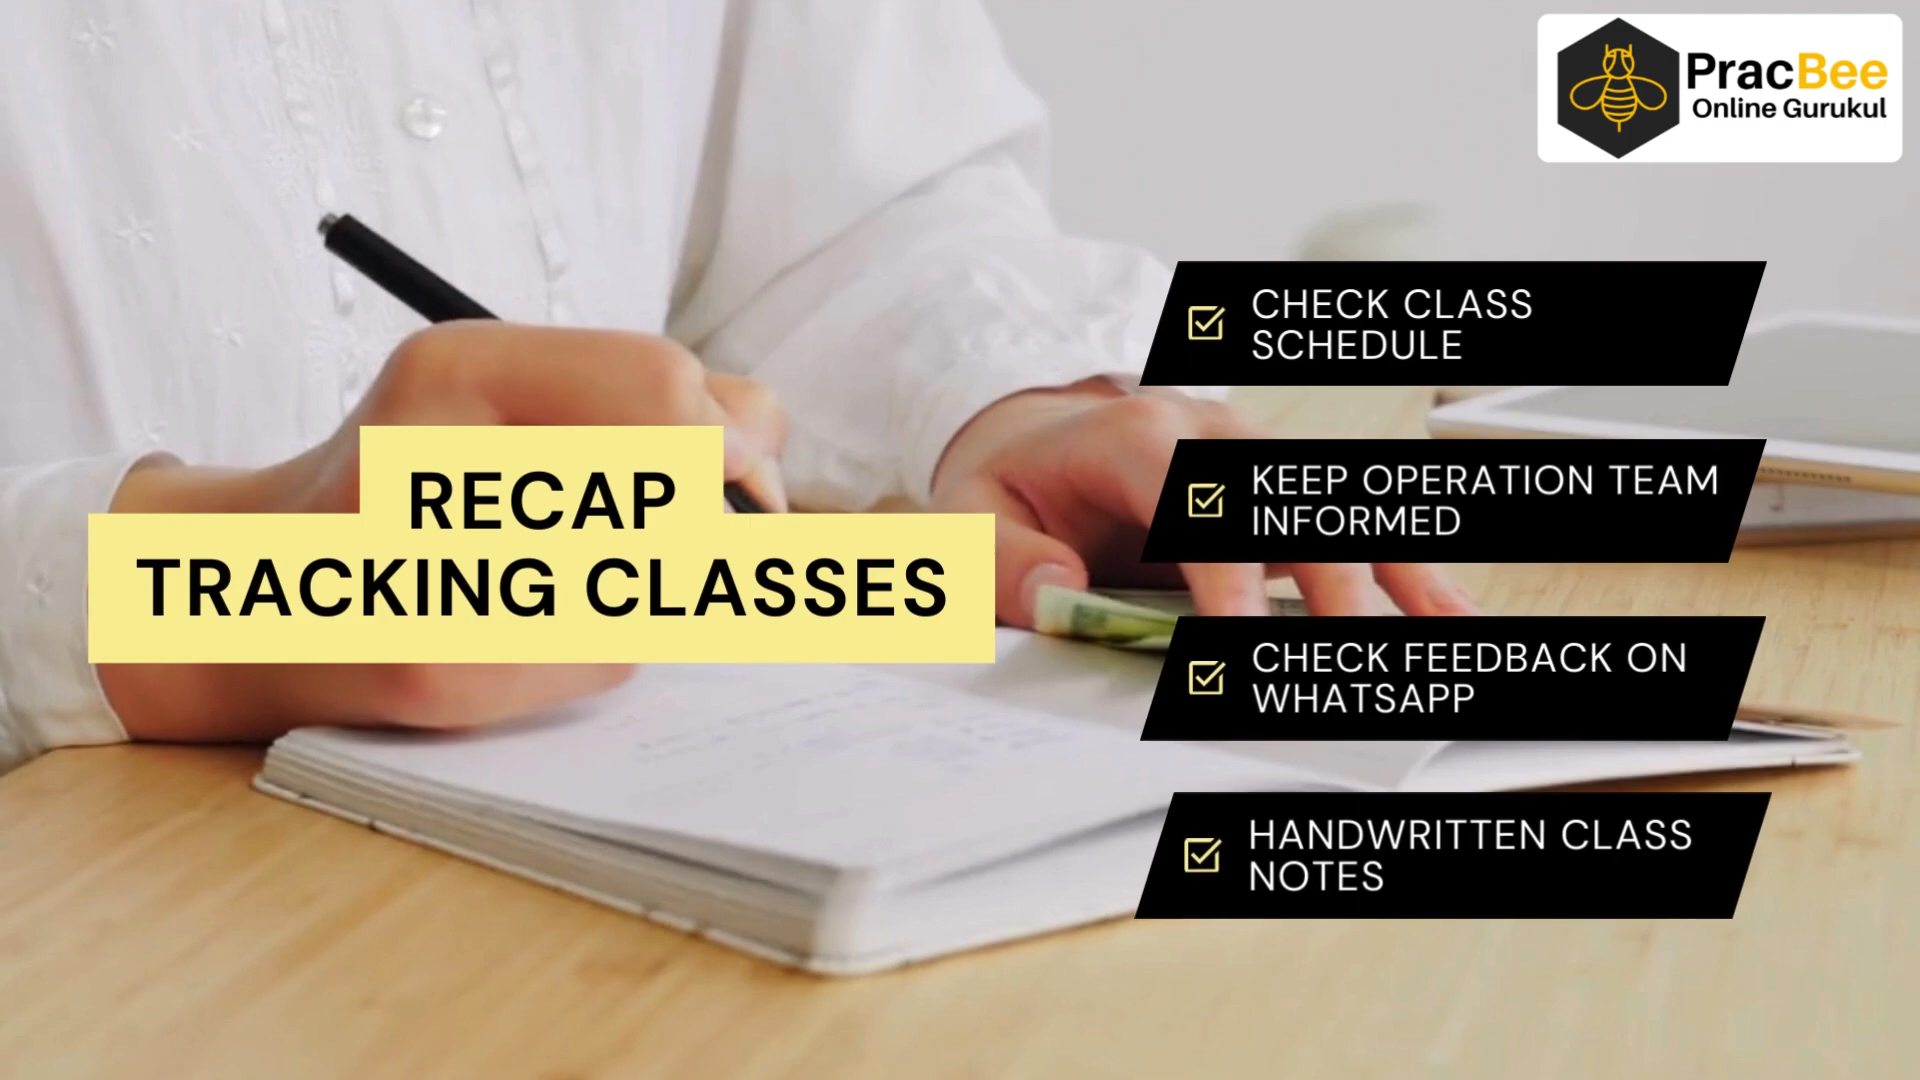 PracBee
Online Gurukul
RECAP
TRACKING CLASSES
CHECK CLASS
SCHEDULE
KEEP OPERATION TEAM
INFORMED
CHECK FEEDBACK ON
WHATSAPP
HANDWRITTEN CLASS
NOTES